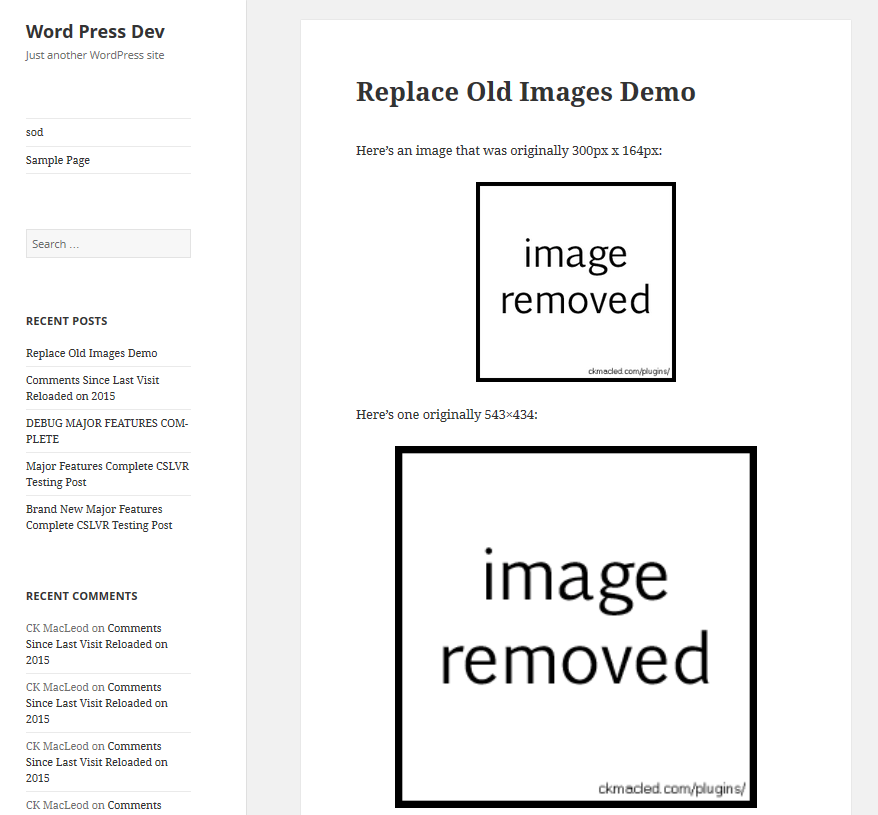 Word Press Dev
Just another WordPress site
sod
Sample Page
Search …
RECENT POSTS
Replace Old Images Demo
Comments Since Last Visit
Reloaded on 2015
DEBUG MAJOR FEATURES COM-
PLETE
Major Features Complete CSLVR
Testing Post
Brand New Major Features
Complete CSLVR Testing Post
RECENT COMMENTS
CK MacLeod on Comments
Since Last Visit Reloaded on
2015
CK MacLeod on Comments
Since Last Visit Reloaded on
2015
CK MacLeod on Comments
Since Last Visit Reloaded on
2015
CK MacLeod on Comments
Replace Old Images Demo
Here’s an image that was originally 300px x 164px:
image
removed
ckmacled.com/plugins/
Here’s one originally 543×434:
image
removed
ckmacled.com/plugins/